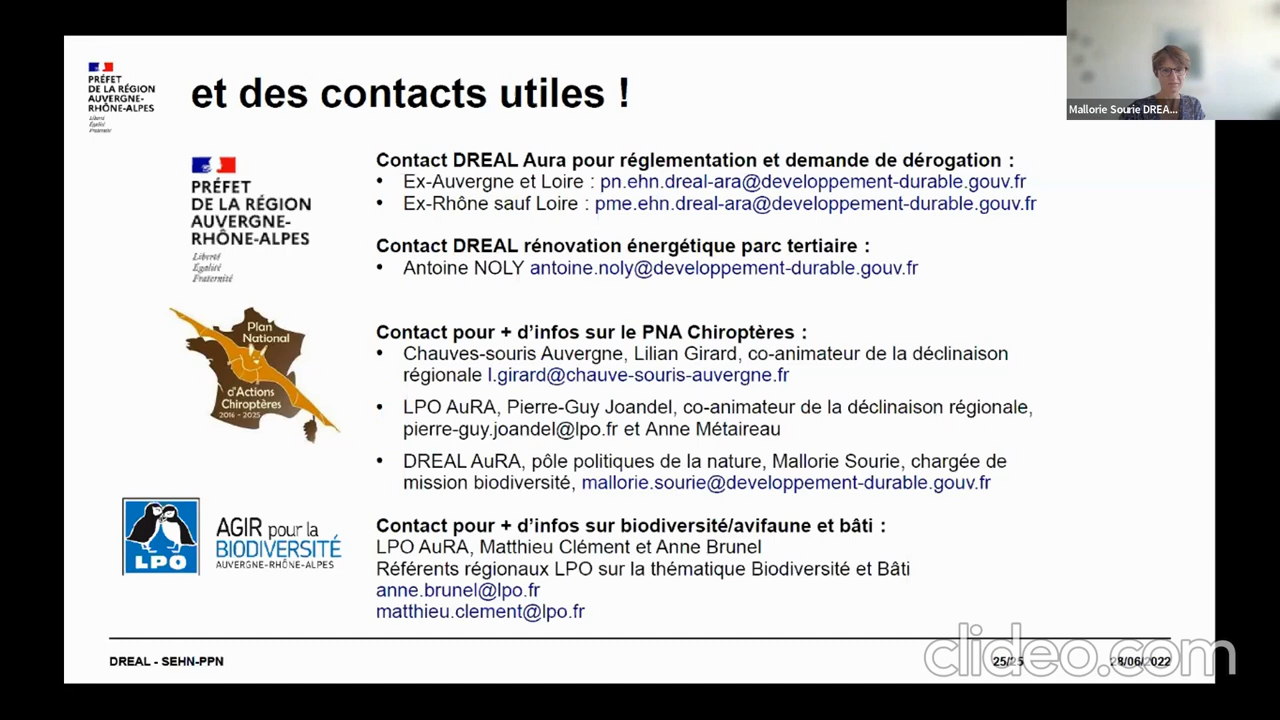 PRÉFET
DE LA RÉGION
AUVERGNE-
RHÔNE-ALPES
Liberté
Égalité
Fraternité
et des contacts utiles !
Mallorie Sourie DREA...
PRÉFET
DE LA RÉGION
AUVERGNE-
RHÔNE-ALPES
Liberté
Égalité
Fraternité
Contact DREAL Aura pour réglementation et demande de dérogation :
• Ex-Auvergne et Loire : pn.ehn.dreal-ara@developpement-durable.gouv.fr
• Ex-Rhône sauf Loire : pme.ehn.dreal-ara@developpement-durable.gouv.fr
Contact DREAL rénovation énergétique parc tertiaire :
• Antoine NOLY antoine.noly@developpement-durable.gouv.fr
Plan
National
d'Actions
Chiroptères
2016 - 2025
Contact pour + d'infos sur le PNA Chiroptères :
• Chauves-souris Auvergne, Lilian Girard, co-animateur de la déclinaison
régionale l.girard@chauve-souris-auvergne.fr
• LPO AuRA, Pierre-Guy Joandel, co-animateur de la déclinaison régionale,
pierre-guy.joandel@lpo.fr et Anne Métaireau
• DREAL AuRA, pôle politiques de la nature, Mallorie Sourie, chargée de
mission biodiversité, mallorie.sourie@developpement-durable.gouv.fr
LPO
AGIR pour la
BIODIVERSITÉ
AUVERGNE-RHÔNE-ALPES
Contact pour + d'infos sur biodiversité/avifaune et bâti :
LPO AuRA, Matthieu Clément et Anne Brunel
Référents régionaux LPO sur la thématique Biodiversité et Bâti
anne.brunel@lpo.fr
matthieu.clement@lpo.fr
DREAL - SEHN-PPN
25/25
28/06/2022
clideo.com